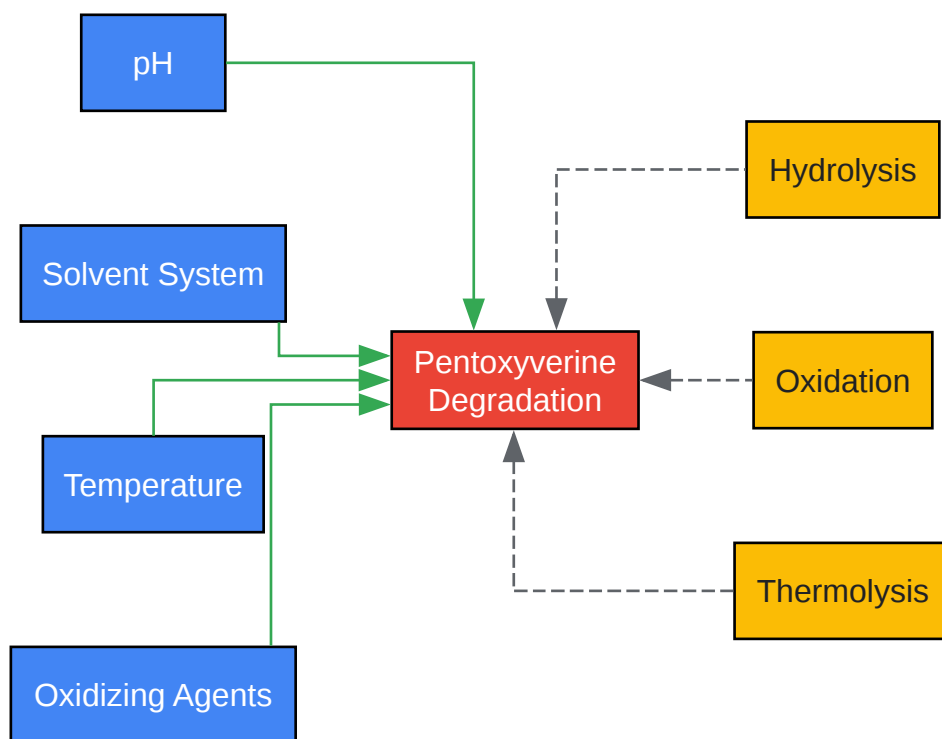 pH
Hydrolysis
Solvent System
Pentoxyverine
Degradation
Oxidation
Temperature
Thermolysis
Oxidizing Agents